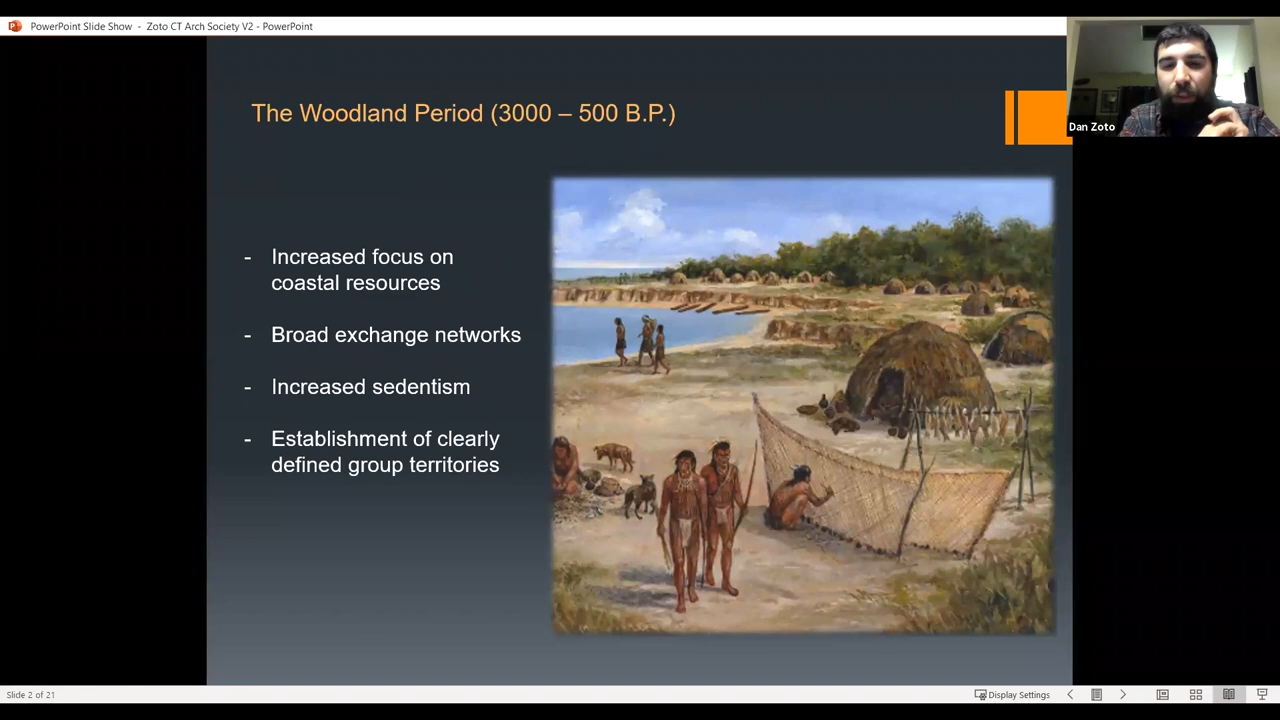 PowerPoint Slide Show - Zoto CT Arch Society V2 - PowerPoint
Dan Zoto
The Woodland Period (3000 – 500 B.P.)
- Increased focus on
coastal resources
- Broad exchange networks
- Increased sedentism
- Establishment of clearly
defined group territories
Slide 2 of 21
Display Settings